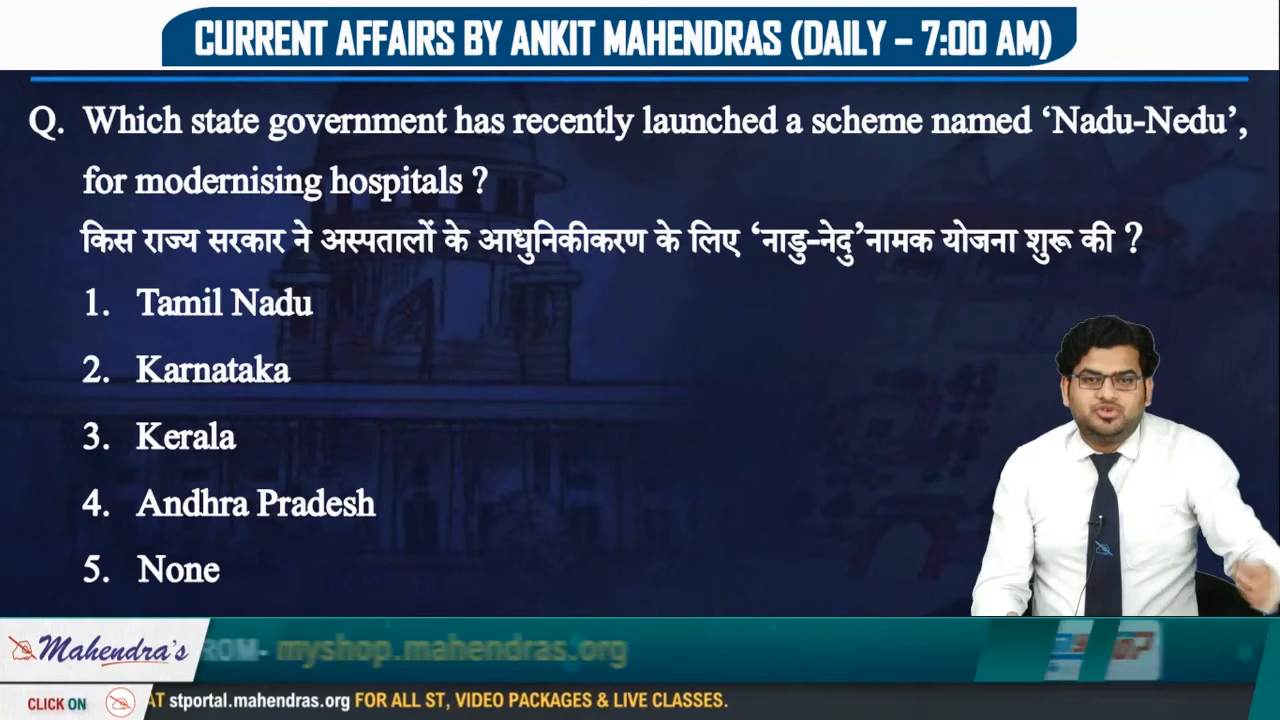 CURRENT AFFAIRS BY ANKIT MAHENDRAS (DAILY – 7:00 AM)
Q. Which state government has recently launched a scheme named ‘Nadu-Nedu’,
for modernising hospitals ?
किस राज्य सरकार ने अस्पतालों के आधुनिकीकरण के लिए ‘नाडु-नेदु’नामक योजना शुरू की ?
1. Tamil Nadu
2. Karnataka
3. Kerala
4. Andhra Pradesh
5. None
Mahendra's
ROM- myshop.mahendras.org
CLICK ON
AT stportal.mahendras.org FOR ALL ST, VIDEO PACKAGES & LIVE CLASSES.